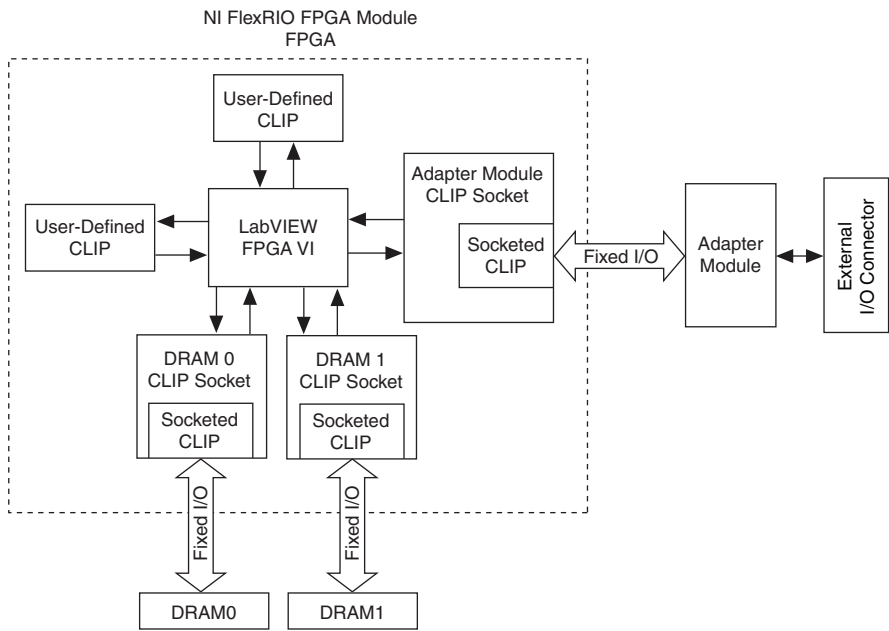 NI FlexRIO FPGA Module
FPGA
User-Defined
CLIP
User-Defined
CLIP
LabVIEW
FPGA VI
Adapter Module
CLIP Socket
Socketed
CLIP
Fixed I/O
Adapter
Module
External
I/O Connector
DRAM 0
CLIP Socket
Socketed
CLIP
DRAM 1
CLIP Socket
Socketed
CLIP
Fixed I/O
Fixed I/O
DRAM0
DRAM1